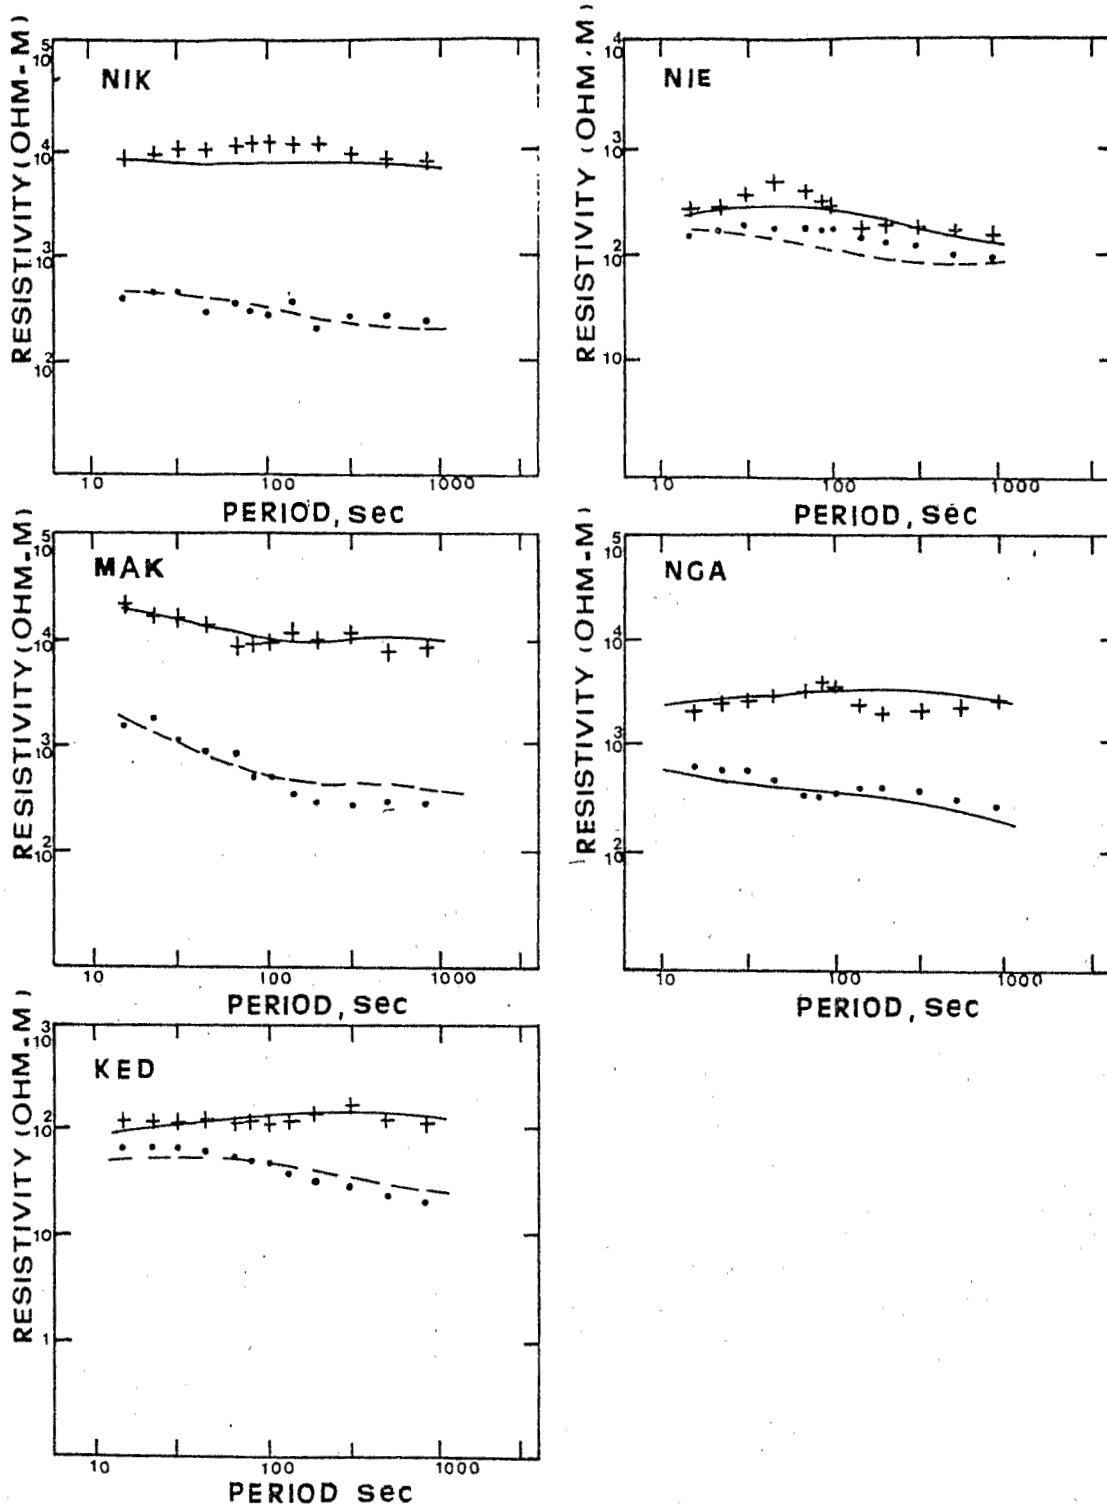 NIK
RESISTIVITY (OHM-M)
10^5
10^4
10^3
10^2
10 100 1000
PERIOD, sec
NIE
RESISTIVITY (OHM-M)
10^4
10^3
10^2
10
10 100 1000
PERIOD, sec
MAK
RESISTIVITY (OHM-M)
10^5
10^4
10^3
10^2
10 100 1000
PERIOD, sec
NGA
RESISTIVITY (OHM-M)
10^5
10^4
10^3
10^2
10 100 1000
PERIOD, sec
KED
RESISTIVITY (OHM-M)
10^3
10^2
10
1
10 100 1000
PERIOD sec